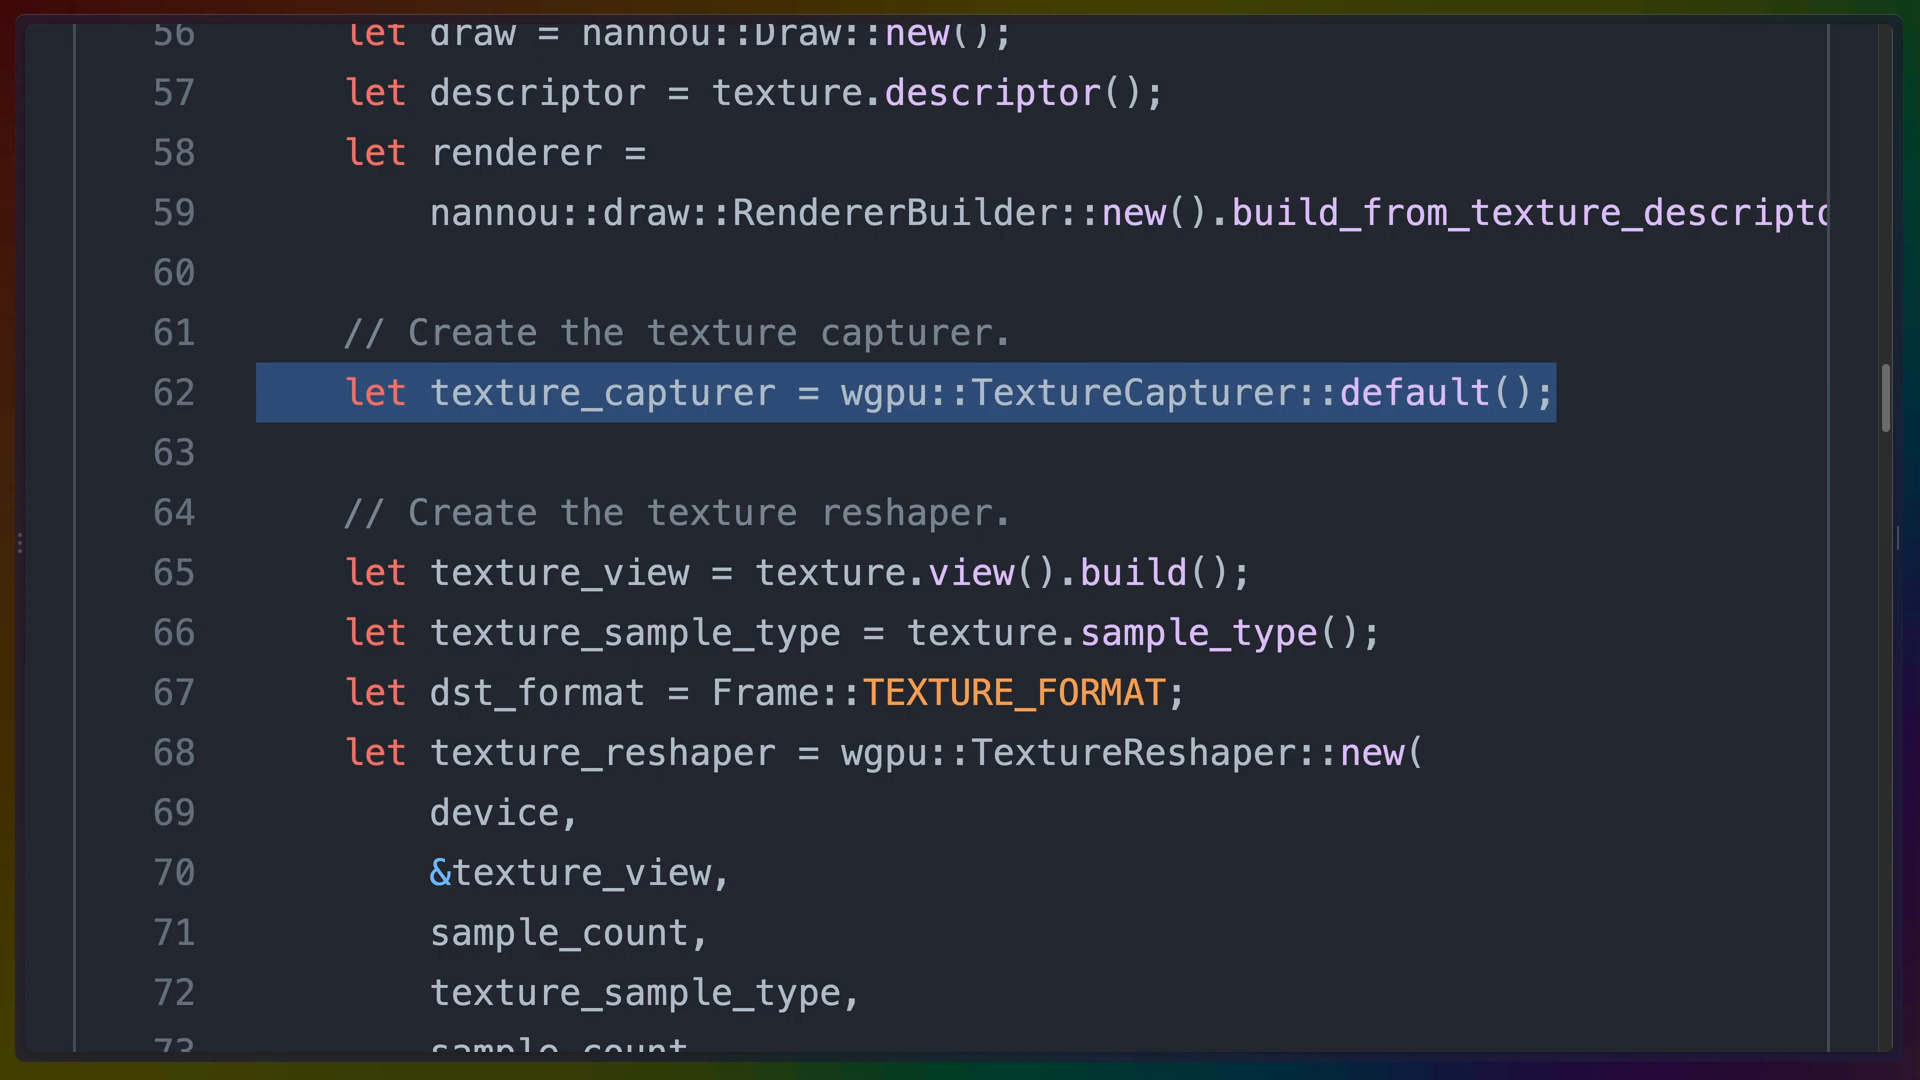 56 let draw = nannou::Draw::new();
57 let descriptor = texture.descriptor();
58 let renderer =
59 nannou::draw::RendererBuilder::new().build_from_texture_descripto
60
61 // Create the texture capturer.
62 let texture_capturer = wgpu::TextureCapturer::default();
63
64 // Create the texture reshaper.
65 let texture_view = texture.view().build();
66 let texture_sample_type = texture.sample_type();
67 let dst_format = Frame::TEXTURE_FORMAT;
68 let texture_reshaper = wgpu::TextureReshaper::new(
69 device,
70 &texture_view,
71 sample_count,
72 texture_sample_type,
73 sample_count